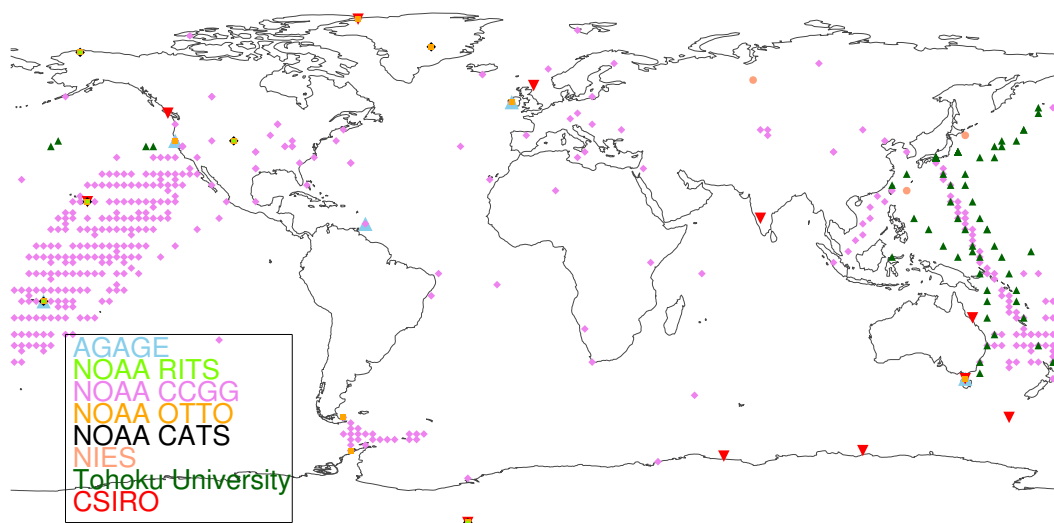 AGAGE
NOAA RITS
NOAA CCGG
NOAA OTTO
NOAA CATS
NIES
Tohoku University
CSIRO